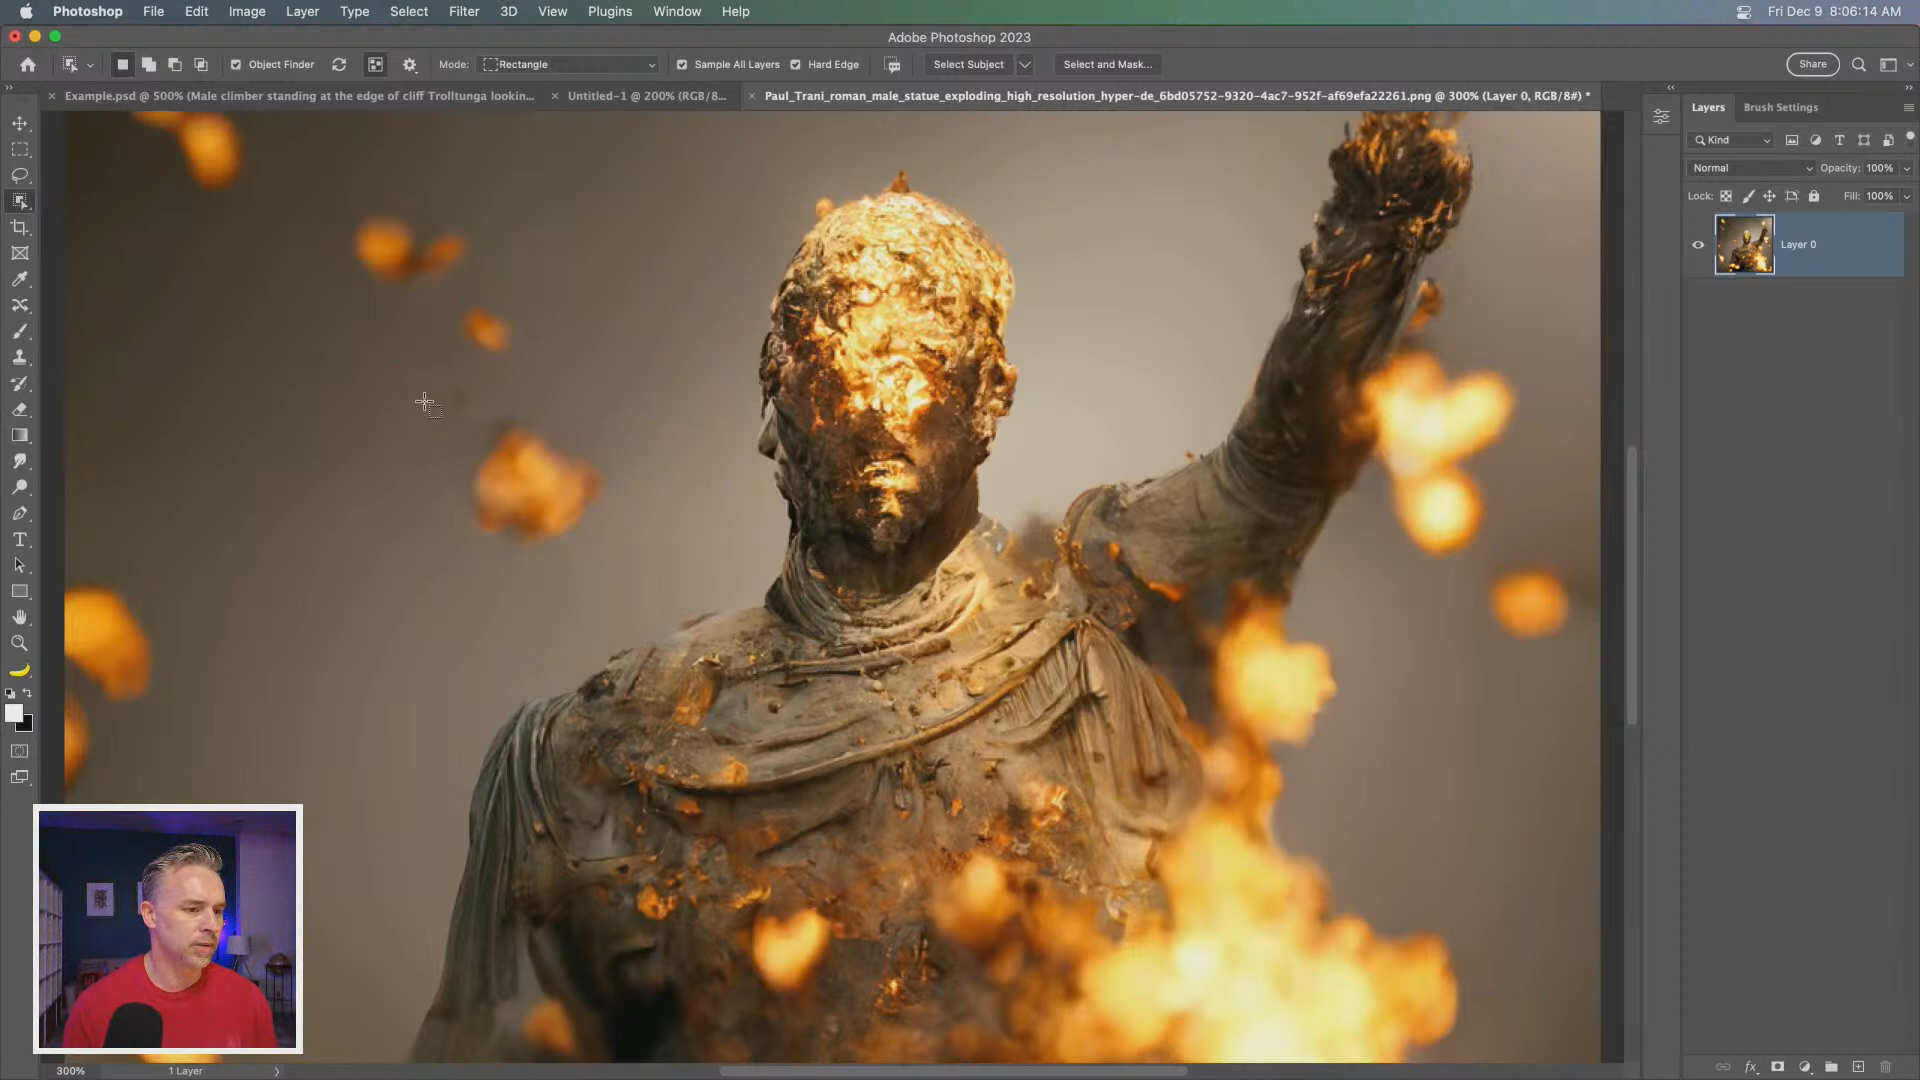 Photoshop File Edit Image Layer Type Select Filter 3D View Plugins Window Help Fri Dec 9 8:06:14 AM
Adobe Photoshop 2023
Object Finder Mode: Rectangle Sample All Layers Hard Edge Select Subject Select and Mask... Share
Example.psd @ 500% (Male climber standing at the edge of cliff Trolltunga lookin... Untitled-1 @ 200% (RGB/8... Paul_Trani_roman_male_statue_exploding_high_resolution_hyper-de_6bd05752-9320-4ac7-952f-af69efa22261.png @ 300% (Layer 0, RGB/8#) *
Layers Brush Settings
Kind
Normal Opacity: 100%
Lock: Fill: 100%
Layer 0
300% 1 Layer